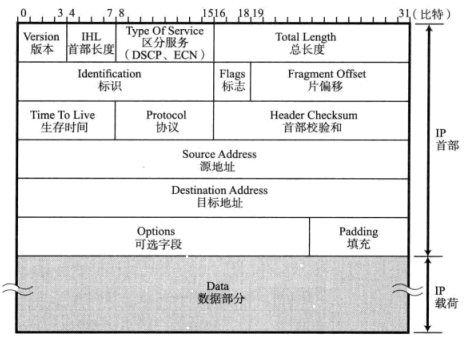 0 3 4 7 8 1516 1819 31(比特)
Version
版本
IHL
首部长度
Type Of Service
区分服务
(DSCP、ECN)
Total Length
总长度
Identification
标识
Flags
标志
Fragment Offset
片偏移
Time To Live
生存时间
Protocol
协议
Header Checksum
首部校验和
IP
首部
Source Address
源地址
Destination Address
目标地址
Options
可选字段
Padding
填充
Data
数据部分
IP
载荷